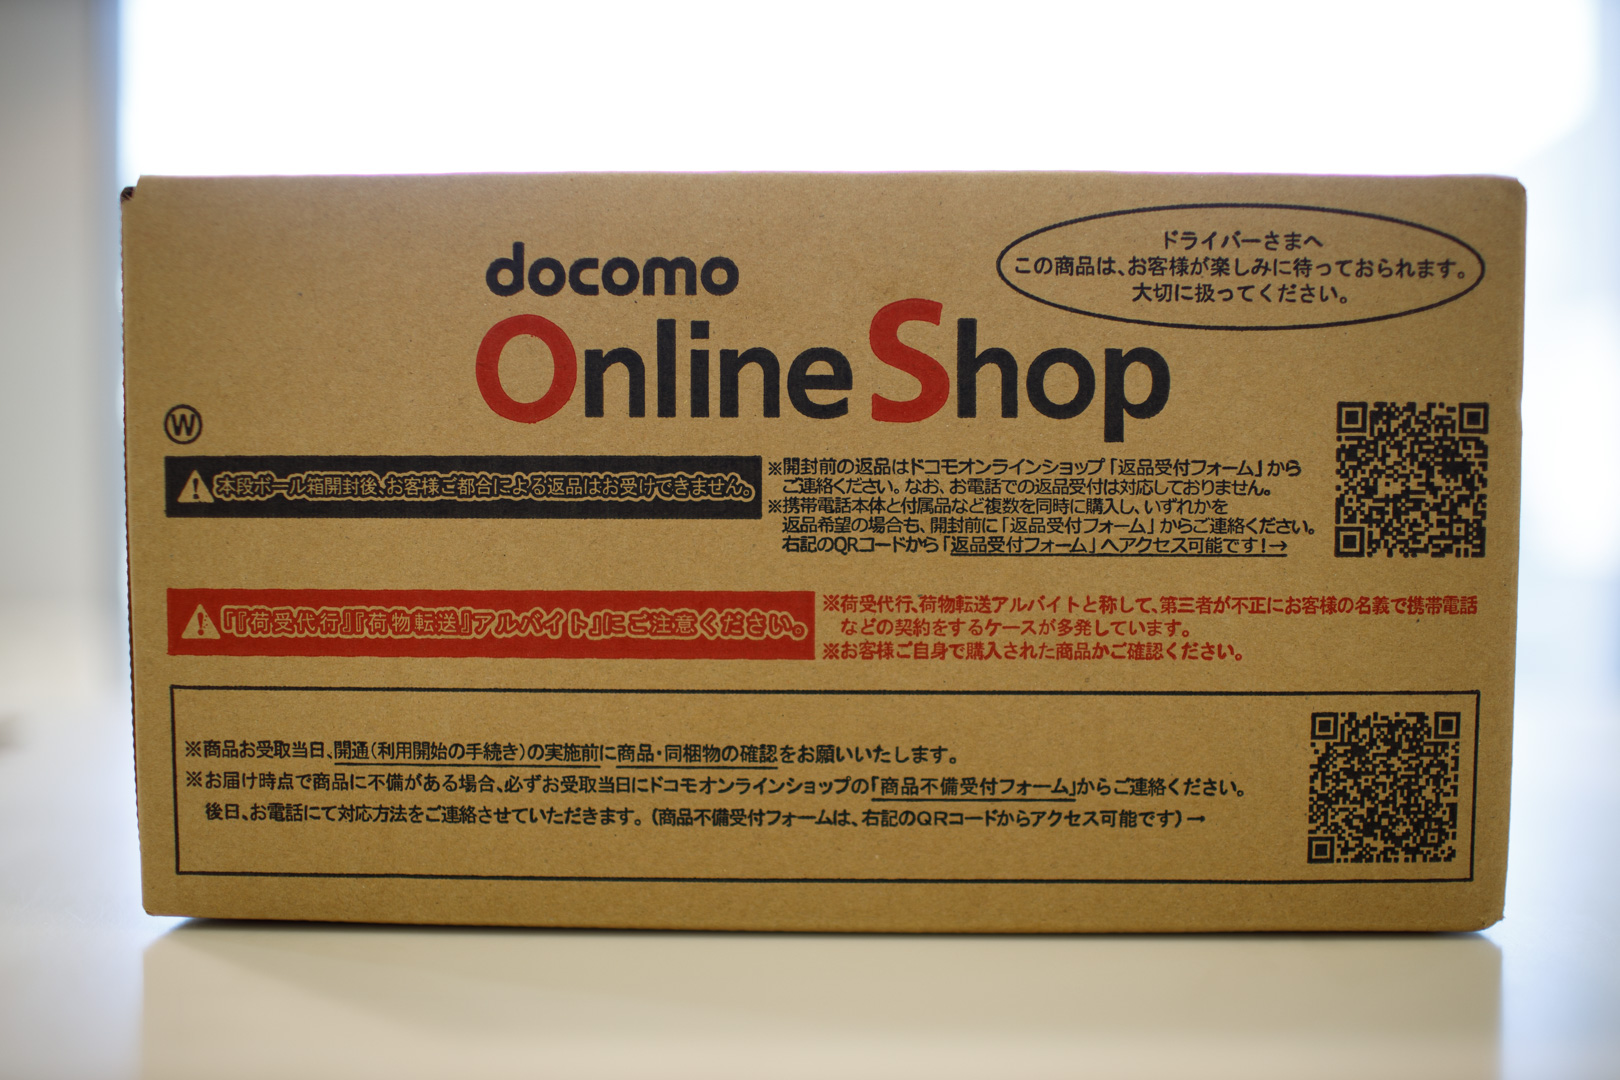 ドライバーさまへ
この商品は、お客様が楽しみに待っておられます。
大切に扱ってください。
docomo
Online Shop
W
本段ボール箱開封後、お客様ご都合による返品はお受けできません。
※開封前の返品はドコモオンラインショップ「返品受付フォーム」から
ご連絡ください。なお、お電話での返品受付は対応しておりません。
※携帯電話本体と付属品など複数を同時に購入し、いずれかを
返品希望の場合も、開封前に「返品受付フォーム」からご連絡ください。
右記のQRコードから「返品受付フォーム」へアクセス可能です!→
「『荷受代行』『荷物転送』アルバイト」にご注意ください。
※荷受代行、荷物転送アルバイトと称して、第三者が不正にお客様の名義で携帯電話
などの契約をするケースが多発しています。
※お客様ご自身で購入された商品かご確認ください。
※商品お受取当日、開通(利用開始の手続き)の実施前に商品・同梱物の確認をお願いいたします。
※お届け時点で商品に不備がある場合、必ずお受取当日にドコモオンラインショップの「商品不備受付フォーム」からご連絡ください。
後日、お電話にて対応方法をご連絡させていただきます。(商品不備受付フォームは、右記のQRコードからアクセス可能です)→